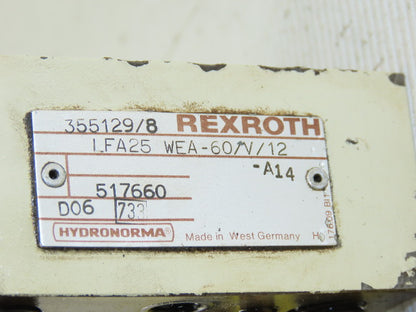 355129/8 REXROTH
LFA25 WEA-60/V/12
-A14
517660
D06 733
HYDRONORMA® Made in West Germany